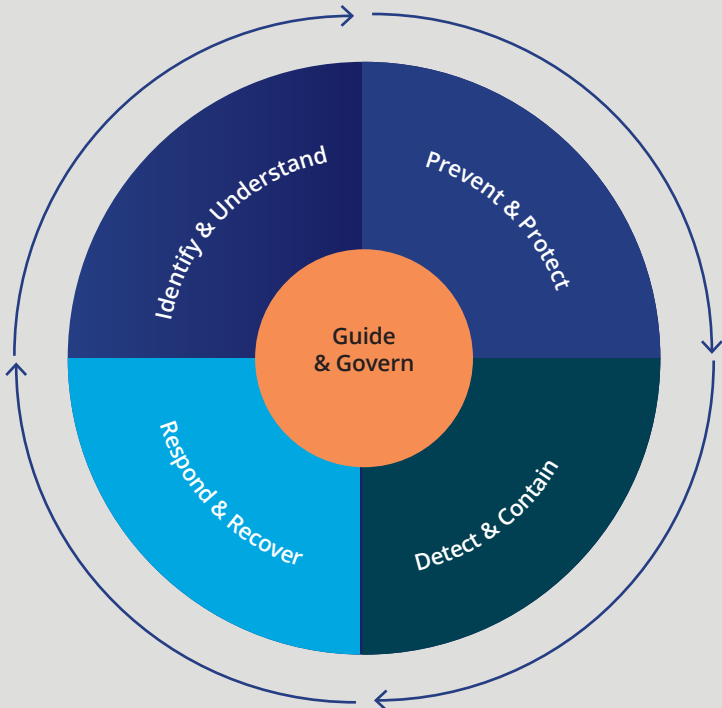 Identify & Understand
Prevent & Protect
Guide
& Govern
Respond & Recover
Detect & Contain